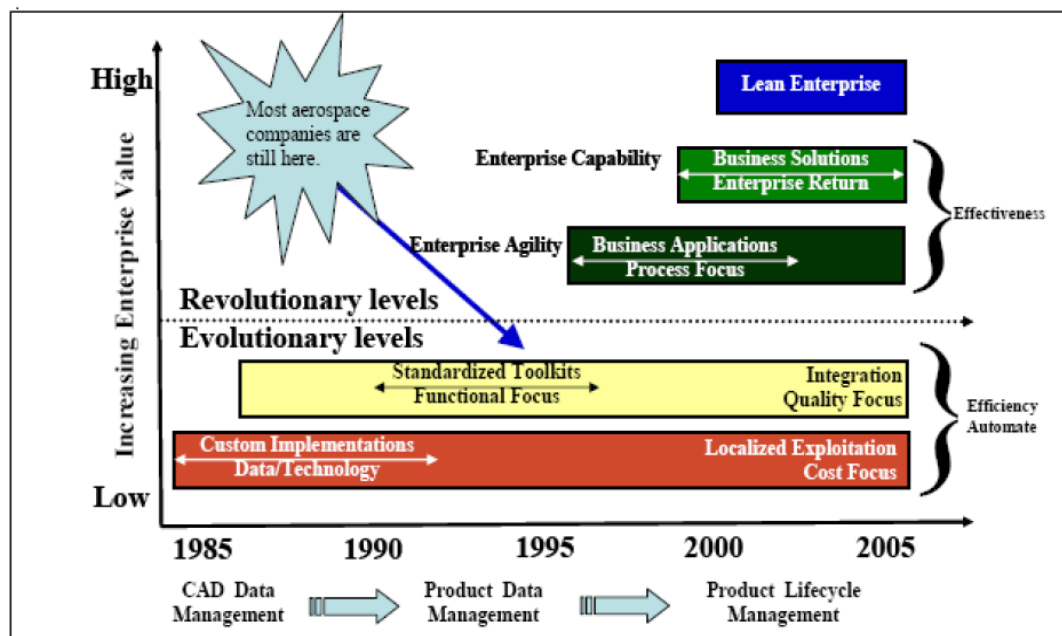 High
Lean Enterprise
Most aerospace
companies are
still here.
Enterprise Capability
Business Solutions
Enterprise Return
Effectiveness
Enterprise Agility
Business Applications
Process Focus
Increasing Enterprise Value
Revolutionary levels
Evolutionary levels
Standardized Toolkits
Functional Focus
Integration
Quality Focus
Efficiency
Automate
Custom Implementations
Data/Technology
Localized Exploitation
Cost Focus
Low
1985 1990 1995 2000 2005
CAD Data
Management
Product Data
Management
Product Lifecycle
Management